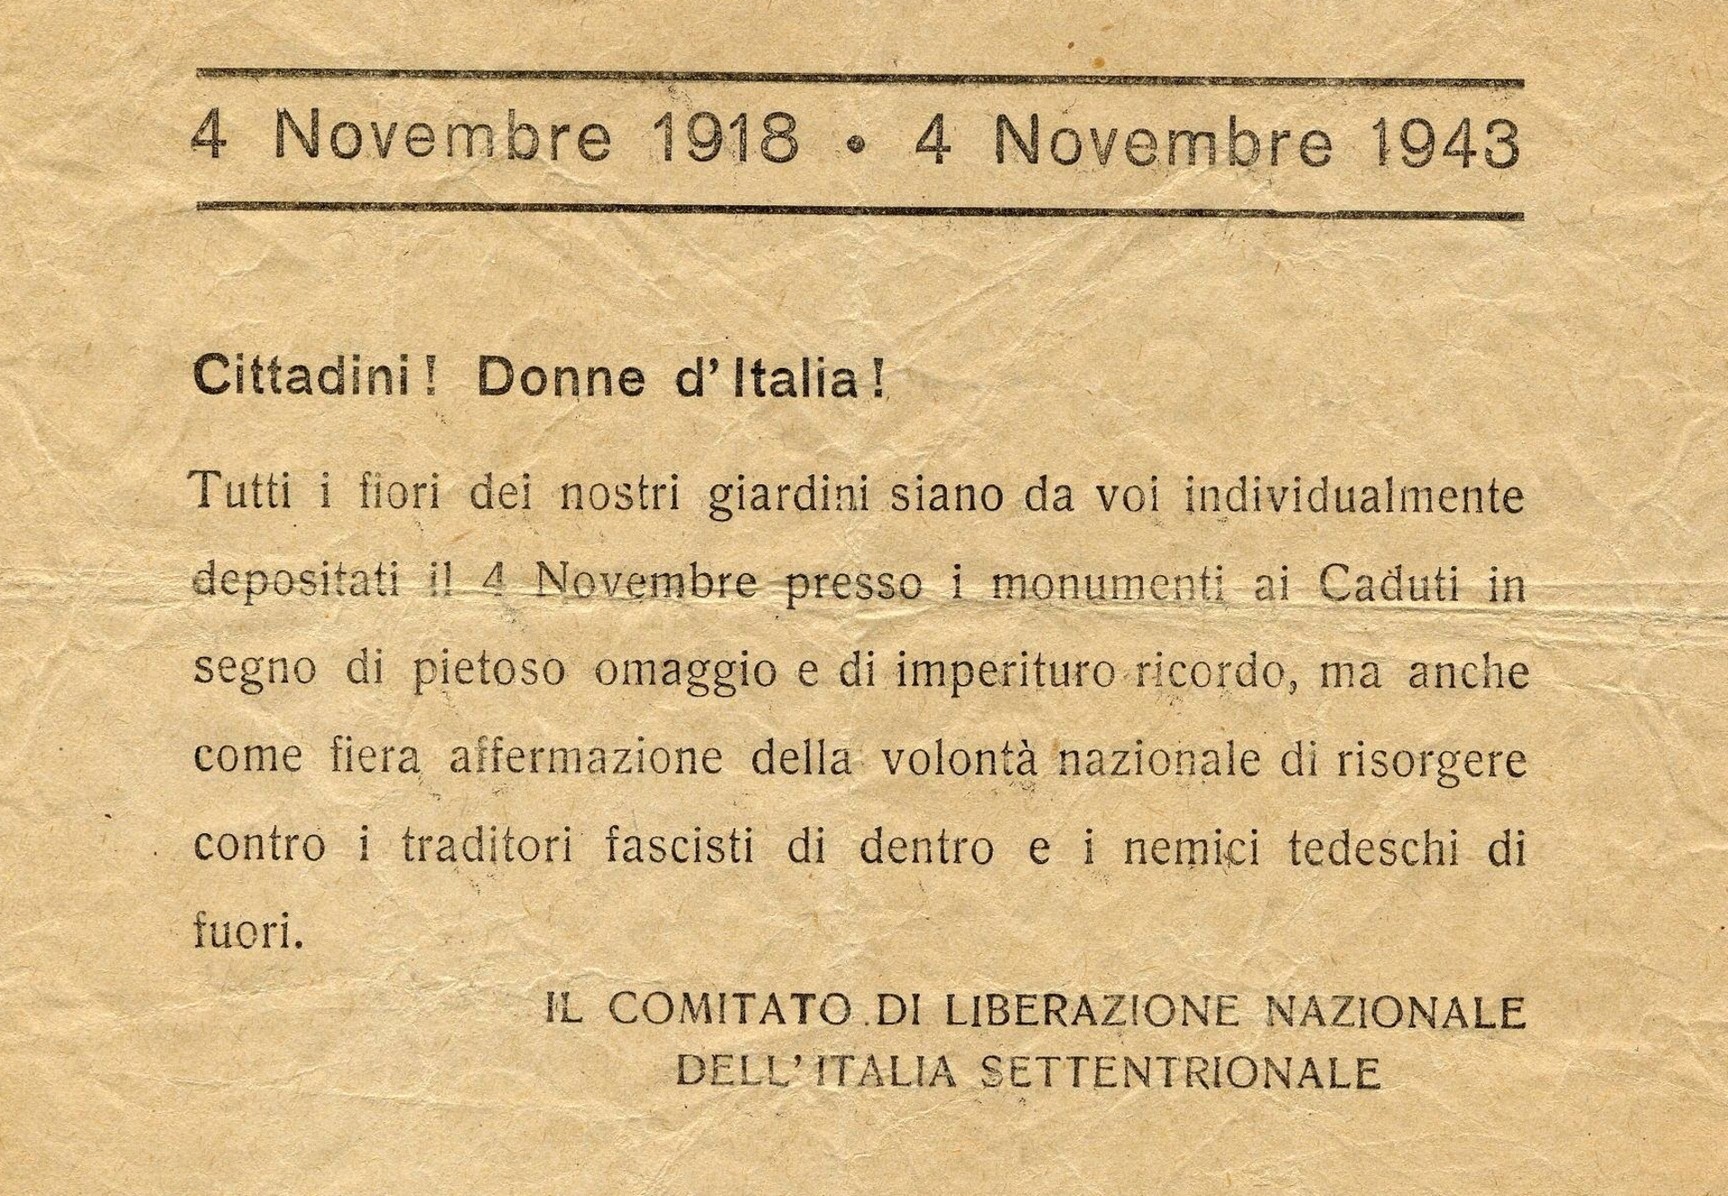 4 Novembre 1918 • 4 Novembre 1943
Cittadini! Donne d'Italia!
Tutti i fiori dei nostri giardini siano da voi individualmente
depositati il 4 Novembre presso i monumenti ai Caduti in
segno di pietoso omaggio e di imperituro ricordo, ma anche
come fiera affermazione della volontà nazionale di risorgere
contro i traditori fascisti di dentro e i nemici tedeschi di
fuori.
IL COMITATO DI LIBERAZIONE NAZIONALE
DELL'ITALIA SETTENTRIONALE